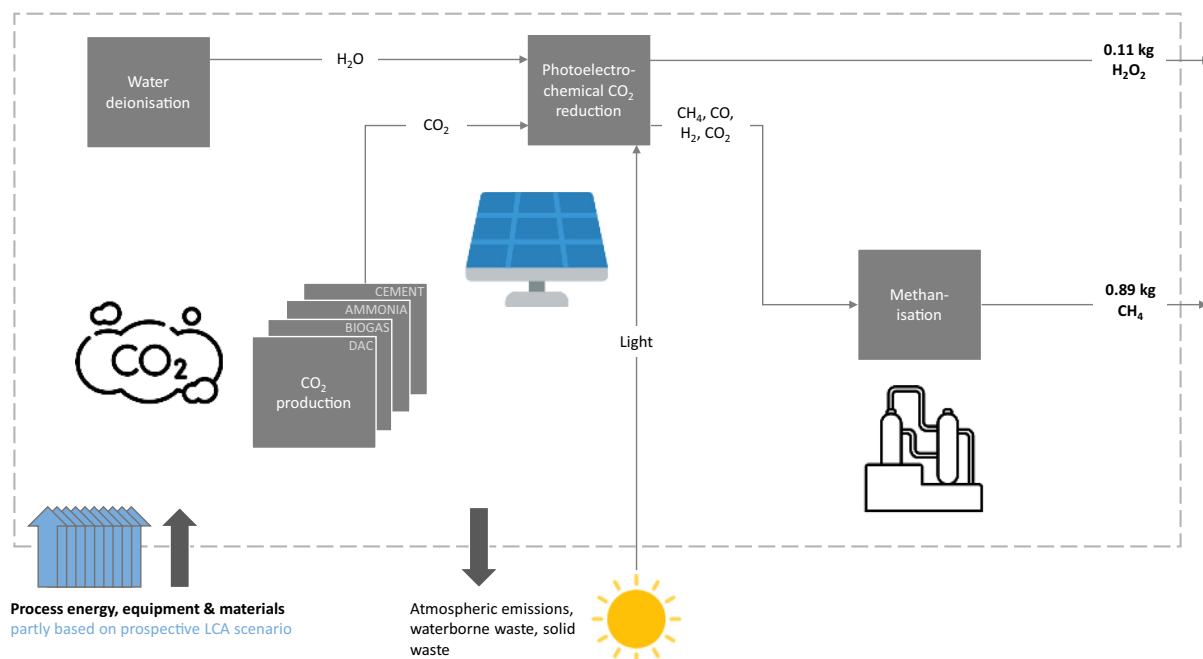 Water
deionisation
H₂O
Photoelectro-
chemical CO₂
reduction
0.11 kg
H₂O₂
CO₂
CH₄, CO,
H₂, CO₂
CEMENT
AMMONIA
BIOGAS
DAC
CO₂
production
CO₂
Light
Methan-
isation
0.89 kg
CH₄
Process energy, equipment & materials
partly based on prospective LCA scenario
Atmospheric emissions,
waterborne waste, solid
waste